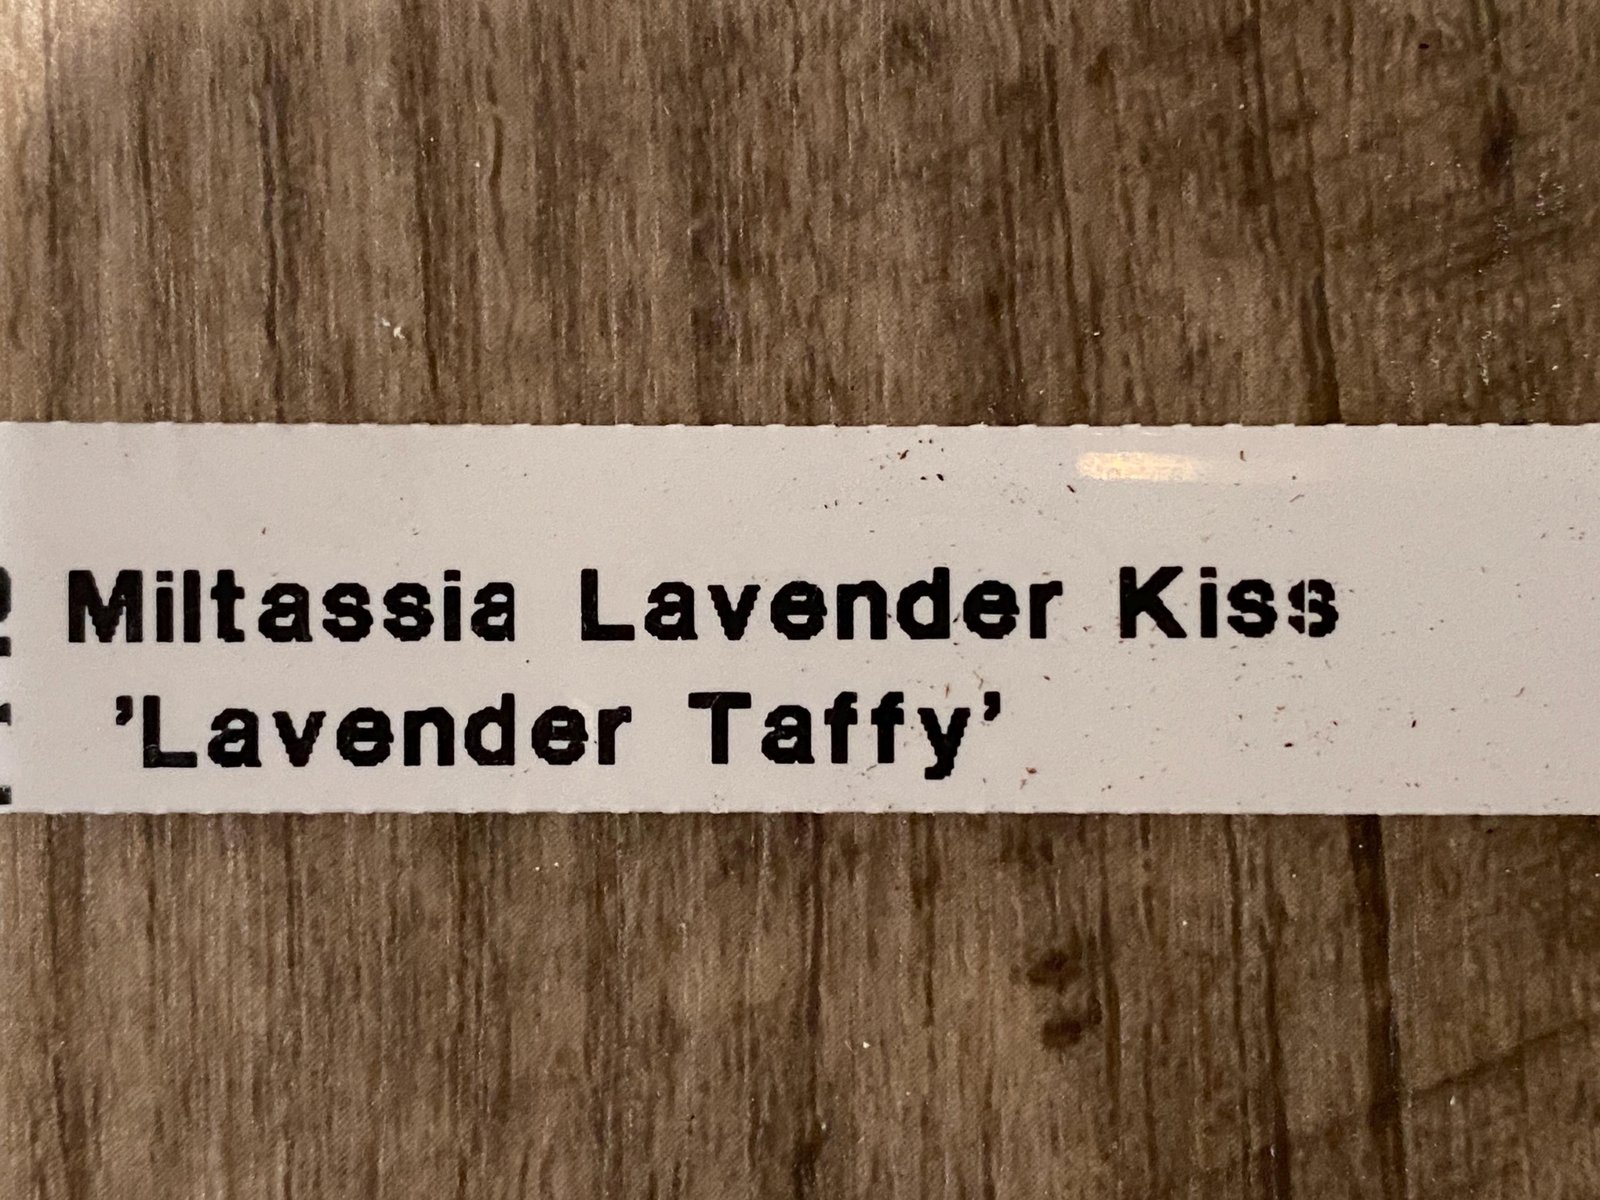 Miltassia Lavender Kiss
’Lavender Taffy’